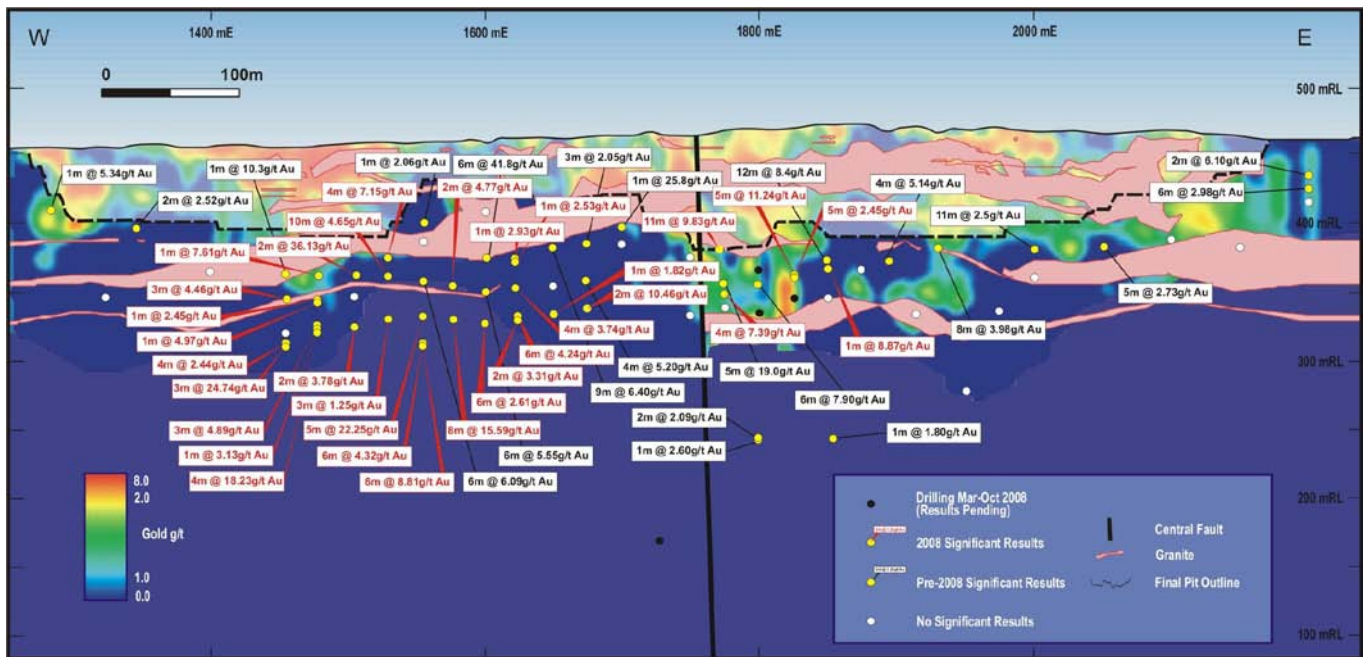 W
1400 mE
1600 mE
1800 mE
2000 mE
E
0 100m
500 mRL
400 mRL
300 mRL
200 mRL
100 mRL
1m @ 5.34g/t Au
1m @ 10.3g/t Au
1m @ 2.06g/t Au
6m @ 41.8g/t Au
3m @ 2.05g/t Au
12m @ 8.4g/t Au
2m @ 6.10g/t Au
2m @ 2.52g/t Au
4m @ 7.15g/t Au
2m @ 4.77g/t Au
1m @ 25.8g/t Au
5m @ 11.24g/t Au
4m @ 5.14g/t Au
6m @ 2.98g/t Au
10m @ 4.65g/t Au
1m @ 2.53g/t Au
11m @ 9.83g/t Au
5m @ 2.45g/t Au
11m @ 2.5g/t Au
2m @ 36.13g/t Au
1m @ 2.93g/t Au
1m @ 7.61g/t Au
1m @ 1.82g/t Au
3m @ 4.46g/t Au
2m @ 10.46g/t Au
5m @ 2.73g/t Au
1m @ 2.45g/t Au
4m @ 3.74g/t Au
4m @ 7.39g/t Au
8m @ 3.98g/t Au
1m @ 4.97g/t Au
6m @ 4.24g/t Au
1m @ 8.87g/t Au
4m @ 2.44g/t Au
4m @ 5.20g/t Au
5m @ 19.0g/t Au
3m @ 24.74g/t Au
2m @ 3.78g/t Au
2m @ 3.31g/t Au
9m @ 6.40g/t Au
6m @ 7.90g/t Au
3m @ 1.25g/t Au
6m @ 2.61g/t Au
2m @ 2.09g/t Au
3m @ 4.89g/t Au
5m @ 22.25g/t Au
8m @ 15.59g/t Au
1m @ 1.80g/t Au
1m @ 3.13g/t Au
6m @ 4.32g/t Au
6m @ 5.55g/t Au
1m @ 2.60g/t Au
4m @ 18.23g/t Au
6m @ 8.81g/t Au
6m @ 6.09g/t Au
8.0
2.0
Gold g/t
1.0
0.0
Drilling Mar-Oct 2008
(Results Pending)
2008 Significant Results
Pre-2008 Significant Results
No Significant Results
Central Fault
Granite
Final Pit Outline